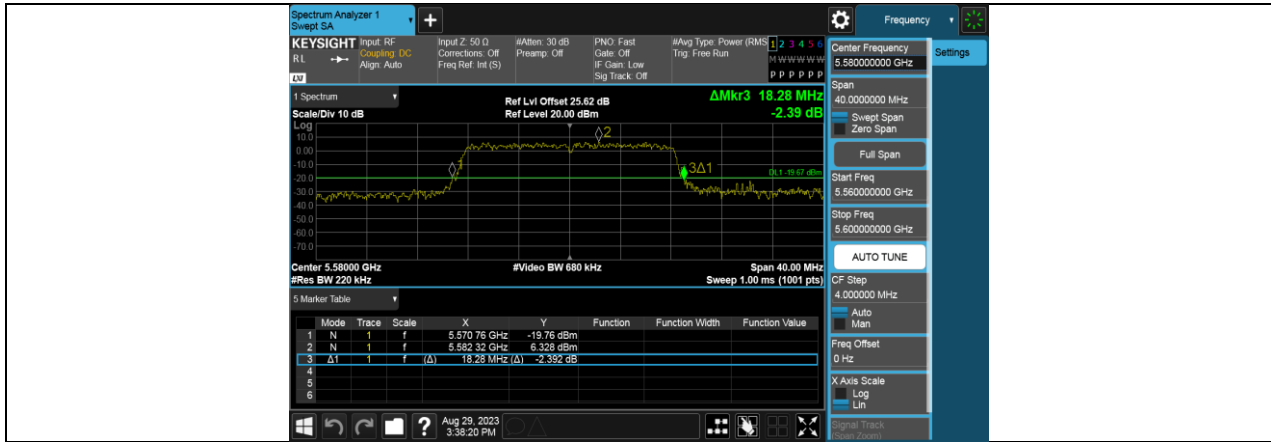 Spectrum Analyzer 1
Swept SA
+
Frequency
KEYSIGHT
RL
LXI
Input: RF
Coupling: DC
Align: Auto
Input Z: 50 Ω
Corrections: Off
Freq Ref: Int (S)
#Atten: 30 dB
Preamp: Off
PNO: Fast
Gate: Off
IF Gain: Low
Sig Track: Off
#Avg Type: Power (RMS
Trig: Free Run
1 2 3 4 5 6
M W W W W W
P P P P P P
1 Spectrum
Scale/Div 10 dB
Ref Lvl Offset 25.62 dB
Ref Level 20.00 dBm
ΔMkr3 18.28 MHz
-2.39 dB
Log
10.0
0.00
-10.0
-20.0
-30.0
-40.0
-50.0
-60.0
-70.0
1
2
3Δ1
DL1 -19.67 dBm
Center 5.58000 GHz
#Res BW 220 kHz
#Video BW 680 kHz
Span 40.00 MHz
Sweep 1.00 ms (1001 pts)
5 Marker Table
Mode Trace Scale X Y Function Function Width Function Value
1 N 1 f 5.570 76 GHz -19.76 dBm
2 N 1 f 5.582 32 GHz 6.328 dBm
3 Δ1 1 f (Δ) 18.28 MHz (Δ) -2.392 dB
4
5
6
Aug 29, 2023
3:38:20 PM
?
Center Frequency
5.580000000 GHz
Settings
Span
40.0000000 MHz
Swept Span
Zero Span
Full Span
Start Freq
5.560000000 GHz
Stop Freq
5.600000000 GHz
AUTO TUNE
CF Step
4.000000 MHz
Auto
Man
Freq Offset
0 Hz
X Axis Scale
Log
Lin
Signal Track
(Span Zoom)